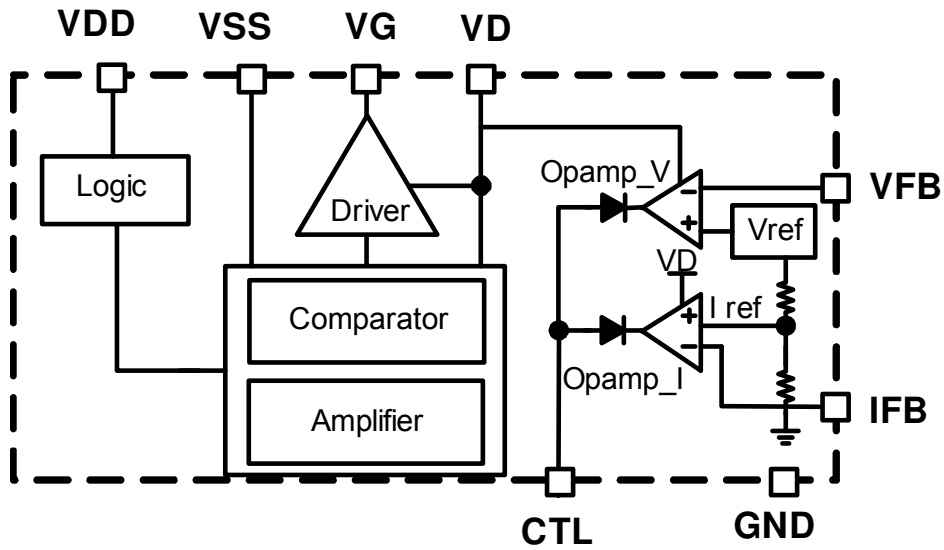 VDD VSS VG VD
Logic
Opamp_V
Driver
VFB
Vref
VD
Comparator
I ref
Opamp_I
Amplifier
IFB
CTL
GND